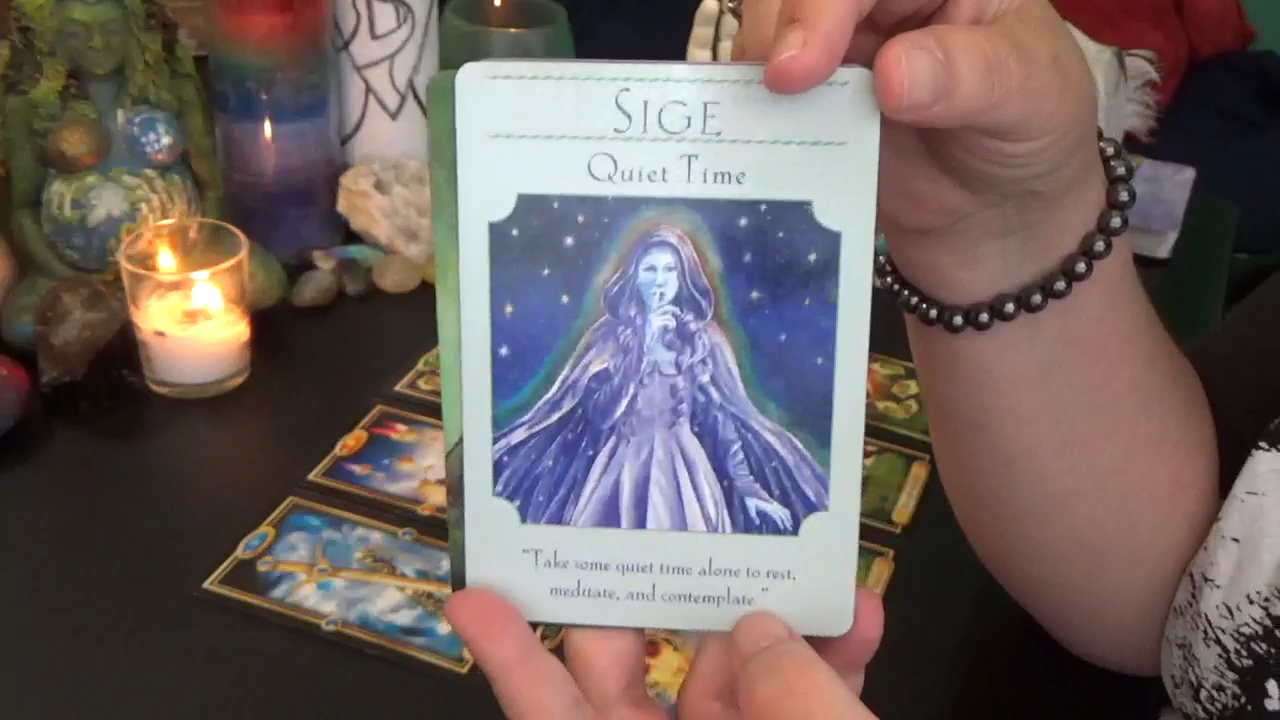 SIGE
Quiet Time
"Take some quiet time alone to rest,
meditate, and contemplate."